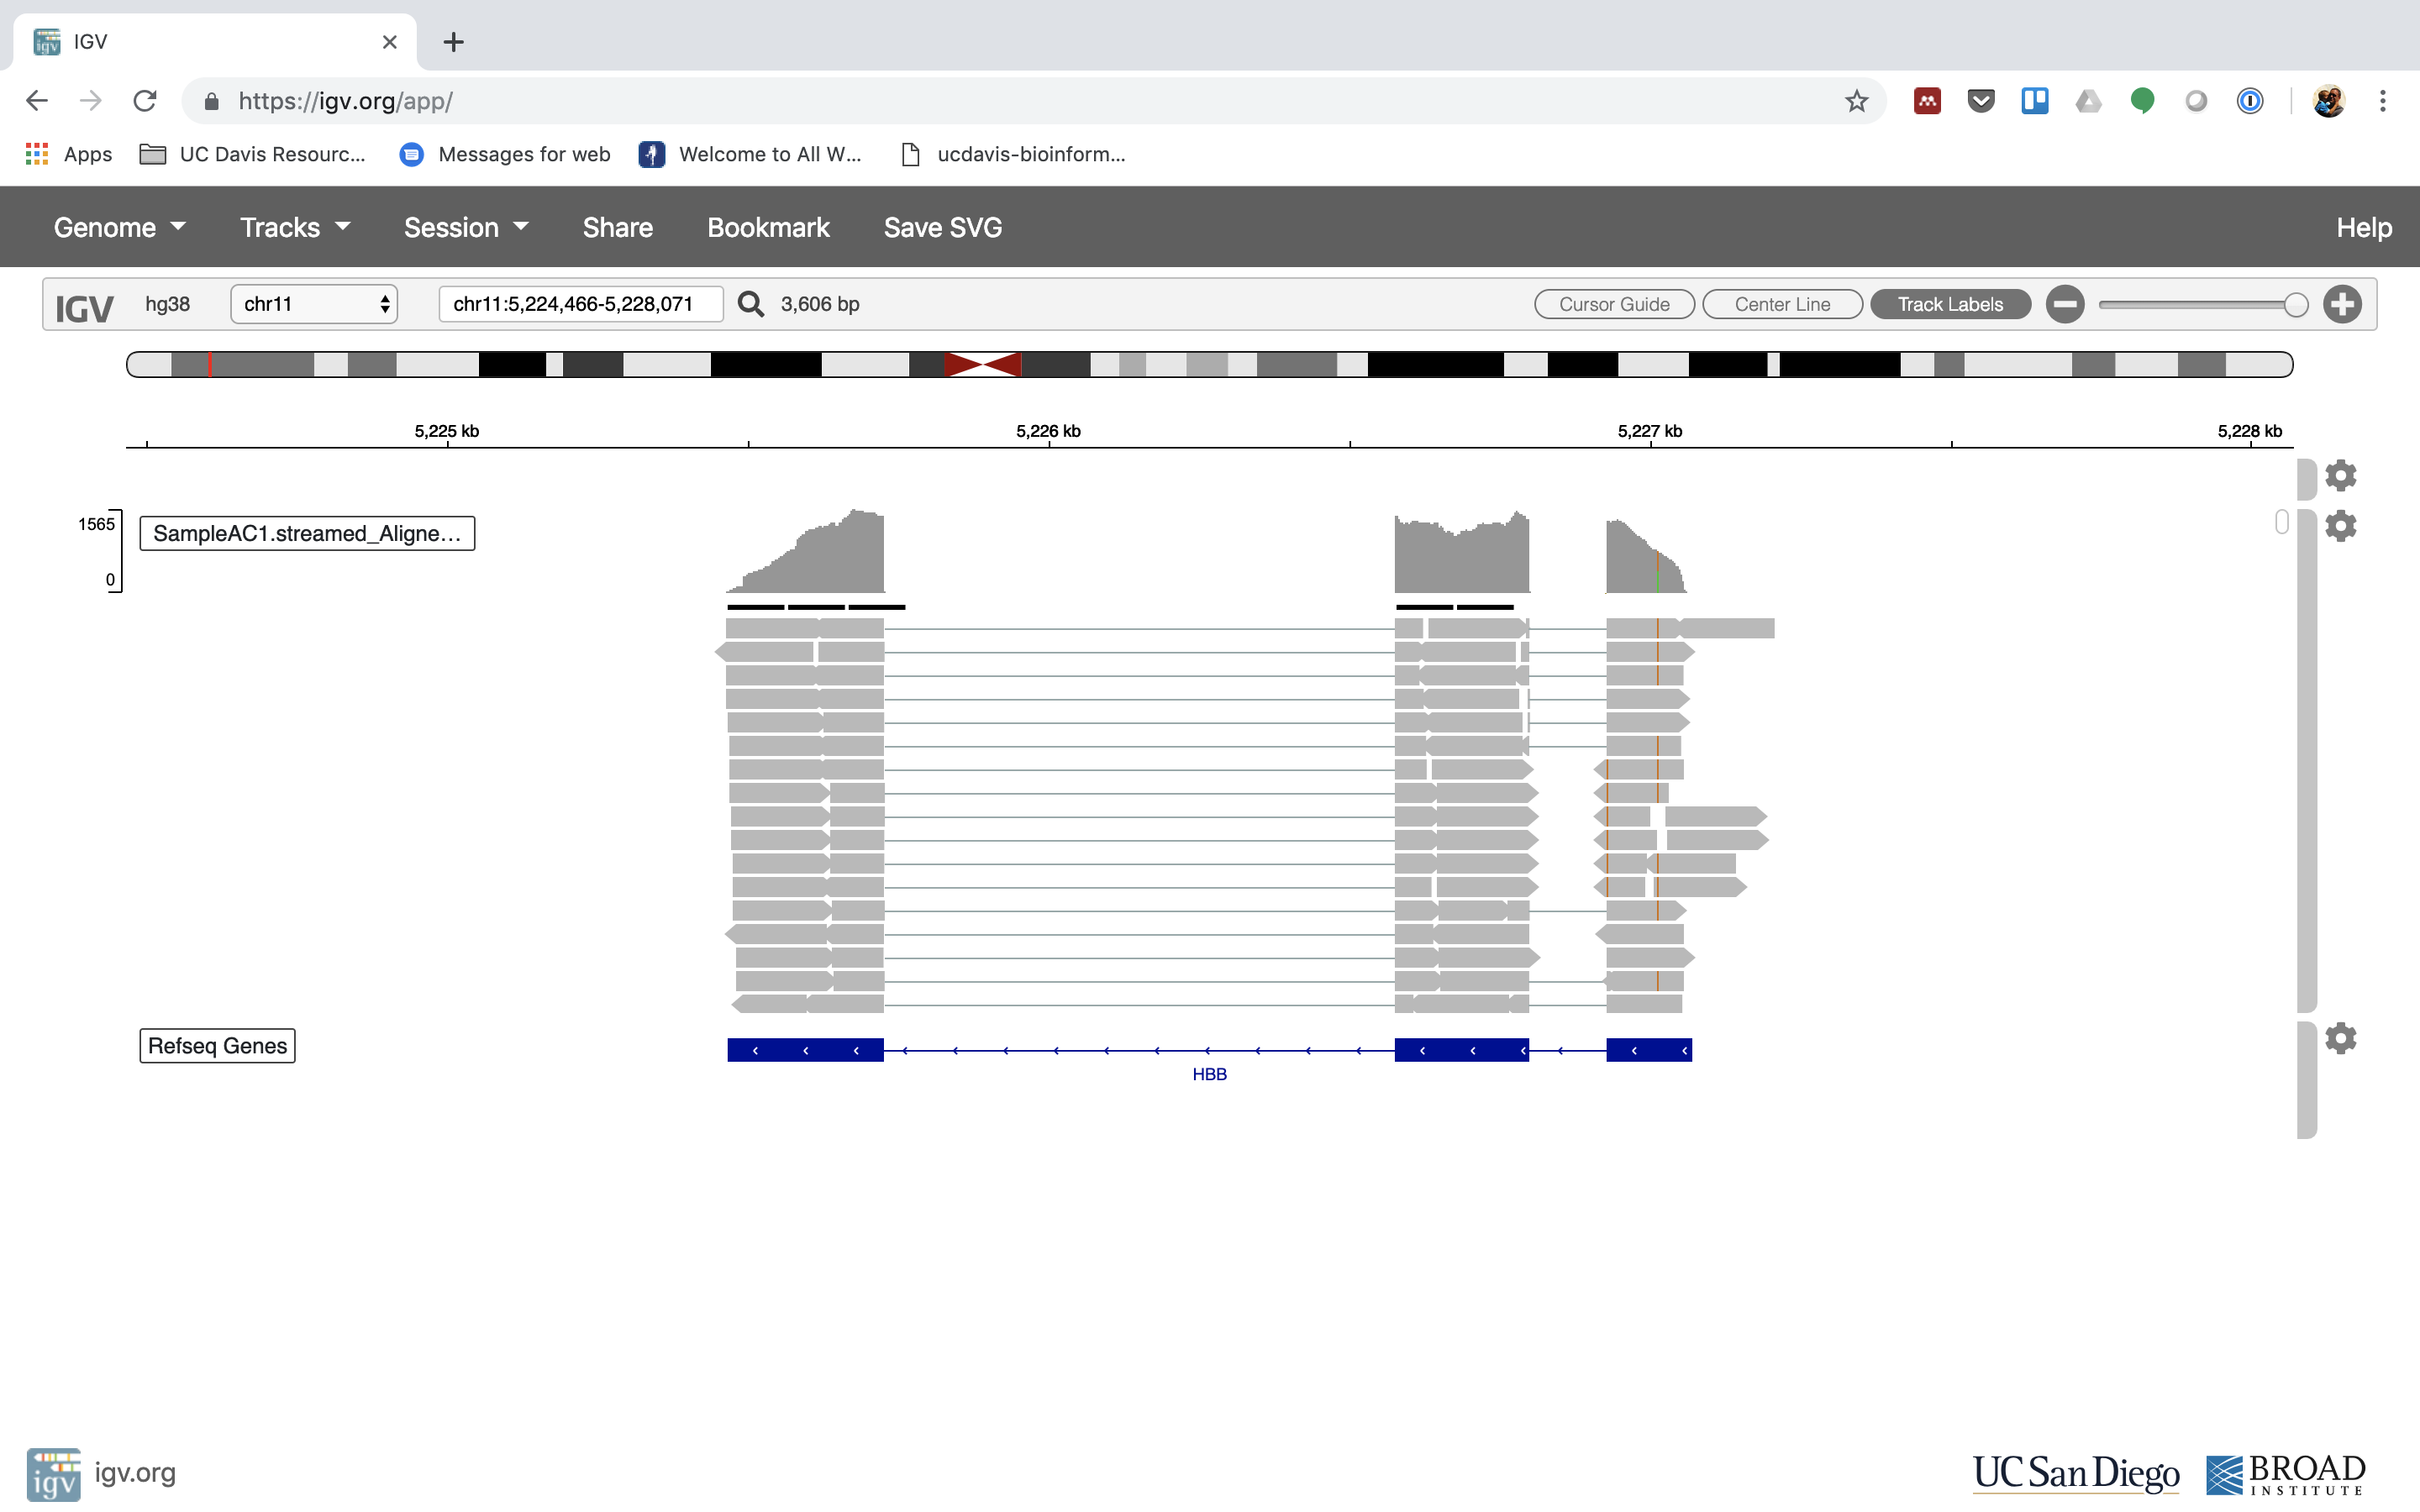 IGV
https://igv.org/app/
Apps UC Davis Resourc... Messages for web Welcome to All W... ucdavis-bioinform...
Genome Tracks Session Share Bookmark Save SVG Help
IGV hg38 chr11 chr11:5,224,466-5,228,071 3,606 bp Cursor Guide Center Line Track Labels
5,225 kb 5,226 kb 5,227 kb 5,228 kb
1565
SampleAC1.streamed_Aligne...
0
Refseq Genes
HBB
igv igv.org UC San Diego BROAD
INSTITUTE